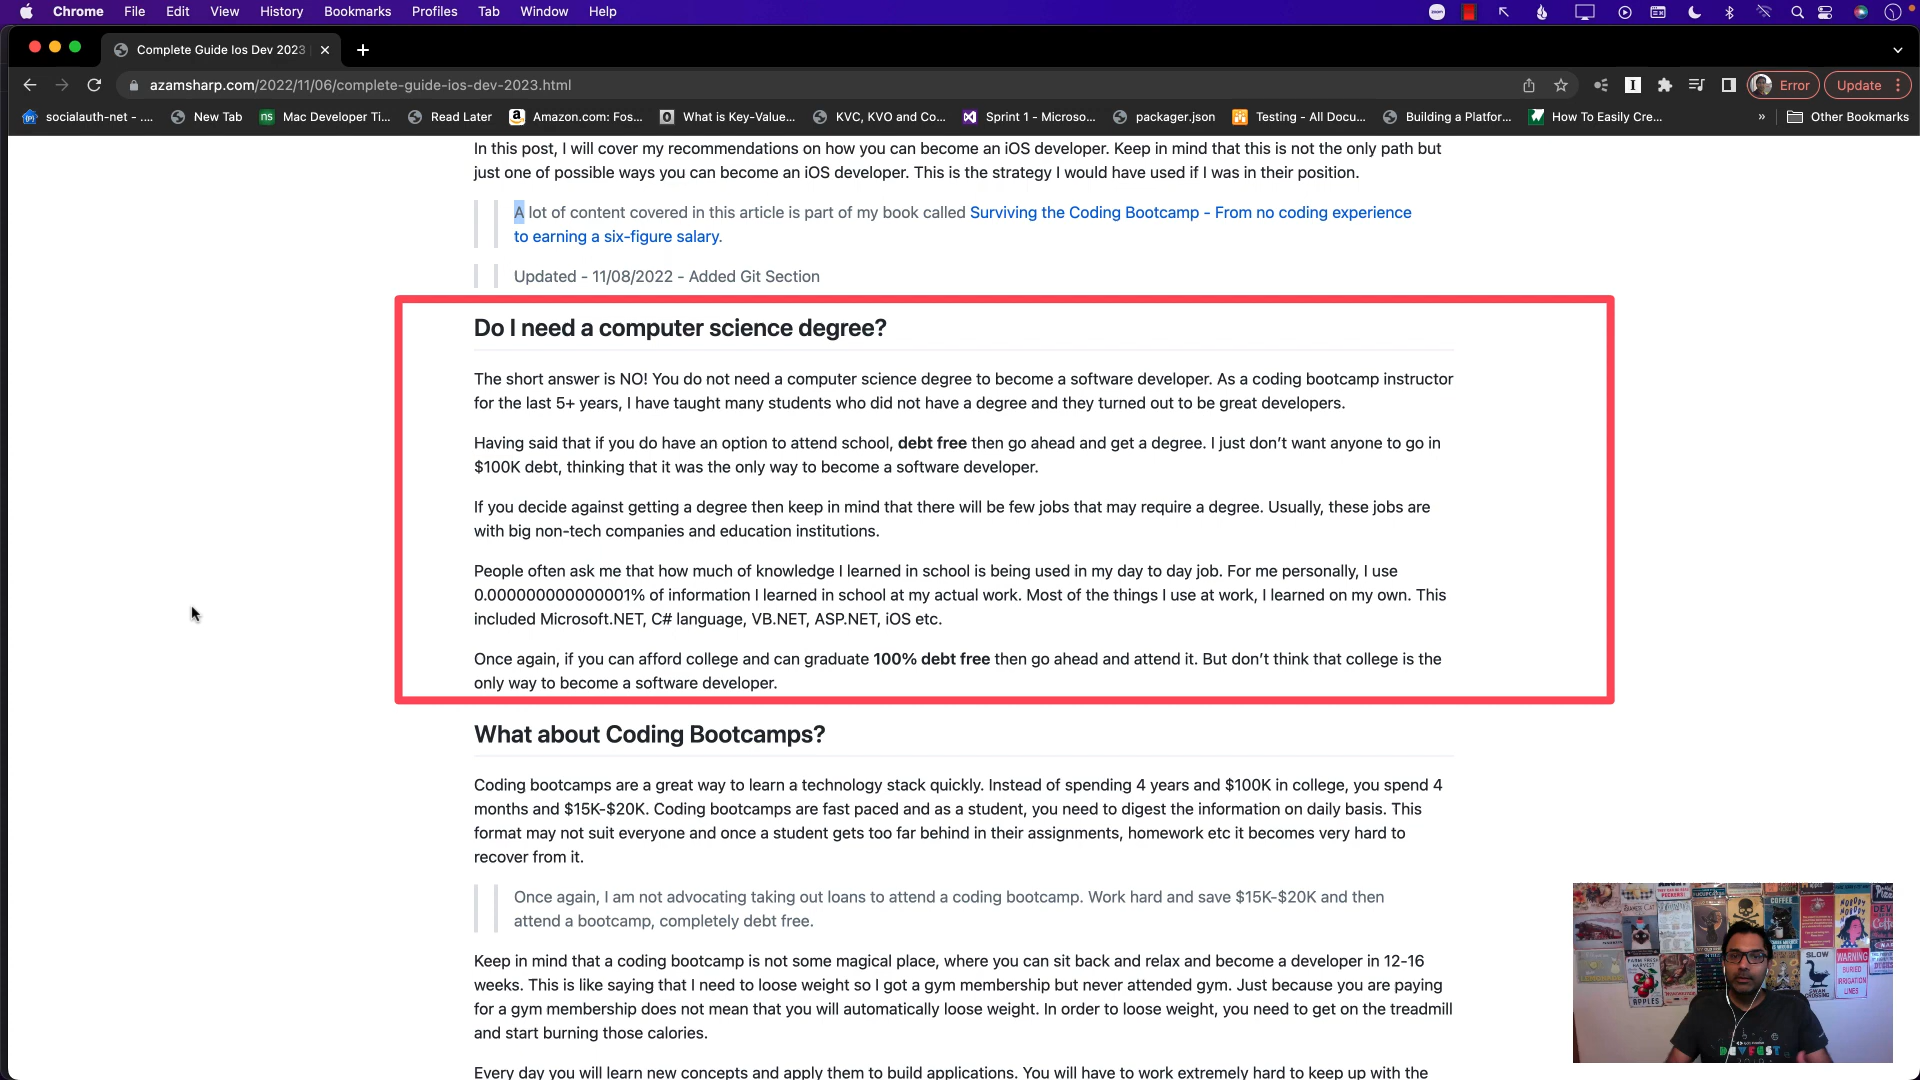 Chrome File Edit View History Bookmarks Profiles Tab Window Help
Complete Guide Ios Dev 2023
azamsharp.com/2022/11/06/complete-guide-ios-dev-2023.html
Error
Update
socialauth-net - .... New Tab Mac Developer Ti... Read Later Amazon.com: Fos... What is Key-Value... KVC, KVO and Co... Sprint 1 - Microso... packager.json Testing - All Docu... Building a Platfor... How To Easily Cre... » Other Bookmarks
In this post, I will cover my recommendations on how you can become an iOS developer. Keep in mind that this is not the only path but
just one of possible ways you can become an iOS developer. This is the strategy I would have used if I was in their position.
A lot of content covered in this article is part of my book called Surviving the Coding Bootcamp - From no coding experience
to earning a six-figure salary.
Updated - 11/08/2022 - Added Git Section
Do I need a computer science degree?
The short answer is NO! You do not need a computer science degree to become a software developer. As a coding bootcamp instructor
for the last 5+ years, I have taught many students who did not have a degree and they turned out to be great developers.
Having said that if you do have an option to attend school, debt free then go ahead and get a degree. I just don't want anyone to go in
$100K debt, thinking that it was the only way to become a software developer.
If you decide against getting a degree then keep in mind that there will be few jobs that may require a degree. Usually, these jobs are
with big non-tech companies and education institutions.
People often ask me that how much of knowledge I learned in school is being used in my day to day job. For me personally, I use
0.000000000000001% of information I learned in school at my actual work. Most of the things I use at work, I learned on my own. This
included Microsoft.NET, C# language, VB.NET, ASP.NET, iOS etc.
Once again, if you can afford college and can graduate 100% debt free then go ahead and attend it. But don't think that college is the
only way to become a software developer.
What about Coding Bootcamps?
Coding bootcamps are a great way to learn a technology stack quickly. Instead of spending 4 years and $100K in college, you spend 4
months and $15K-$20K. Coding bootcamps are fast paced and as a student, you need to digest the information on daily basis. This
format may not suit everyone and once a student gets too far behind in their assignments, homework etc it becomes very hard to
recover from it.
Once again, I am not advocating taking out loans to attend a coding bootcamp. Work hard and save $15K-$20K and then
attend a bootcamp, completely debt free.
Keep in mind that a coding bootcamp is not some magical place, where you can sit back and relax and become a developer in 12-16
weeks. This is like saying that I need to loose weight so I got a gym membership but never attended gym. Just because you are paying
for a gym membership does not mean that you will automatically loose weight. In order to loose weight, you need to get on the treadmill
and start burning those calories.
Every day you will learn new concepts and apply them to build applications. You will have to work extremely hard to keep up with the
COFFEE
NOBODY
FARM FRESH
APPLES
SLOW
SWAN
CROSSING
WARNING
BURIED
IRRIGATION
LINES
DEVFEST